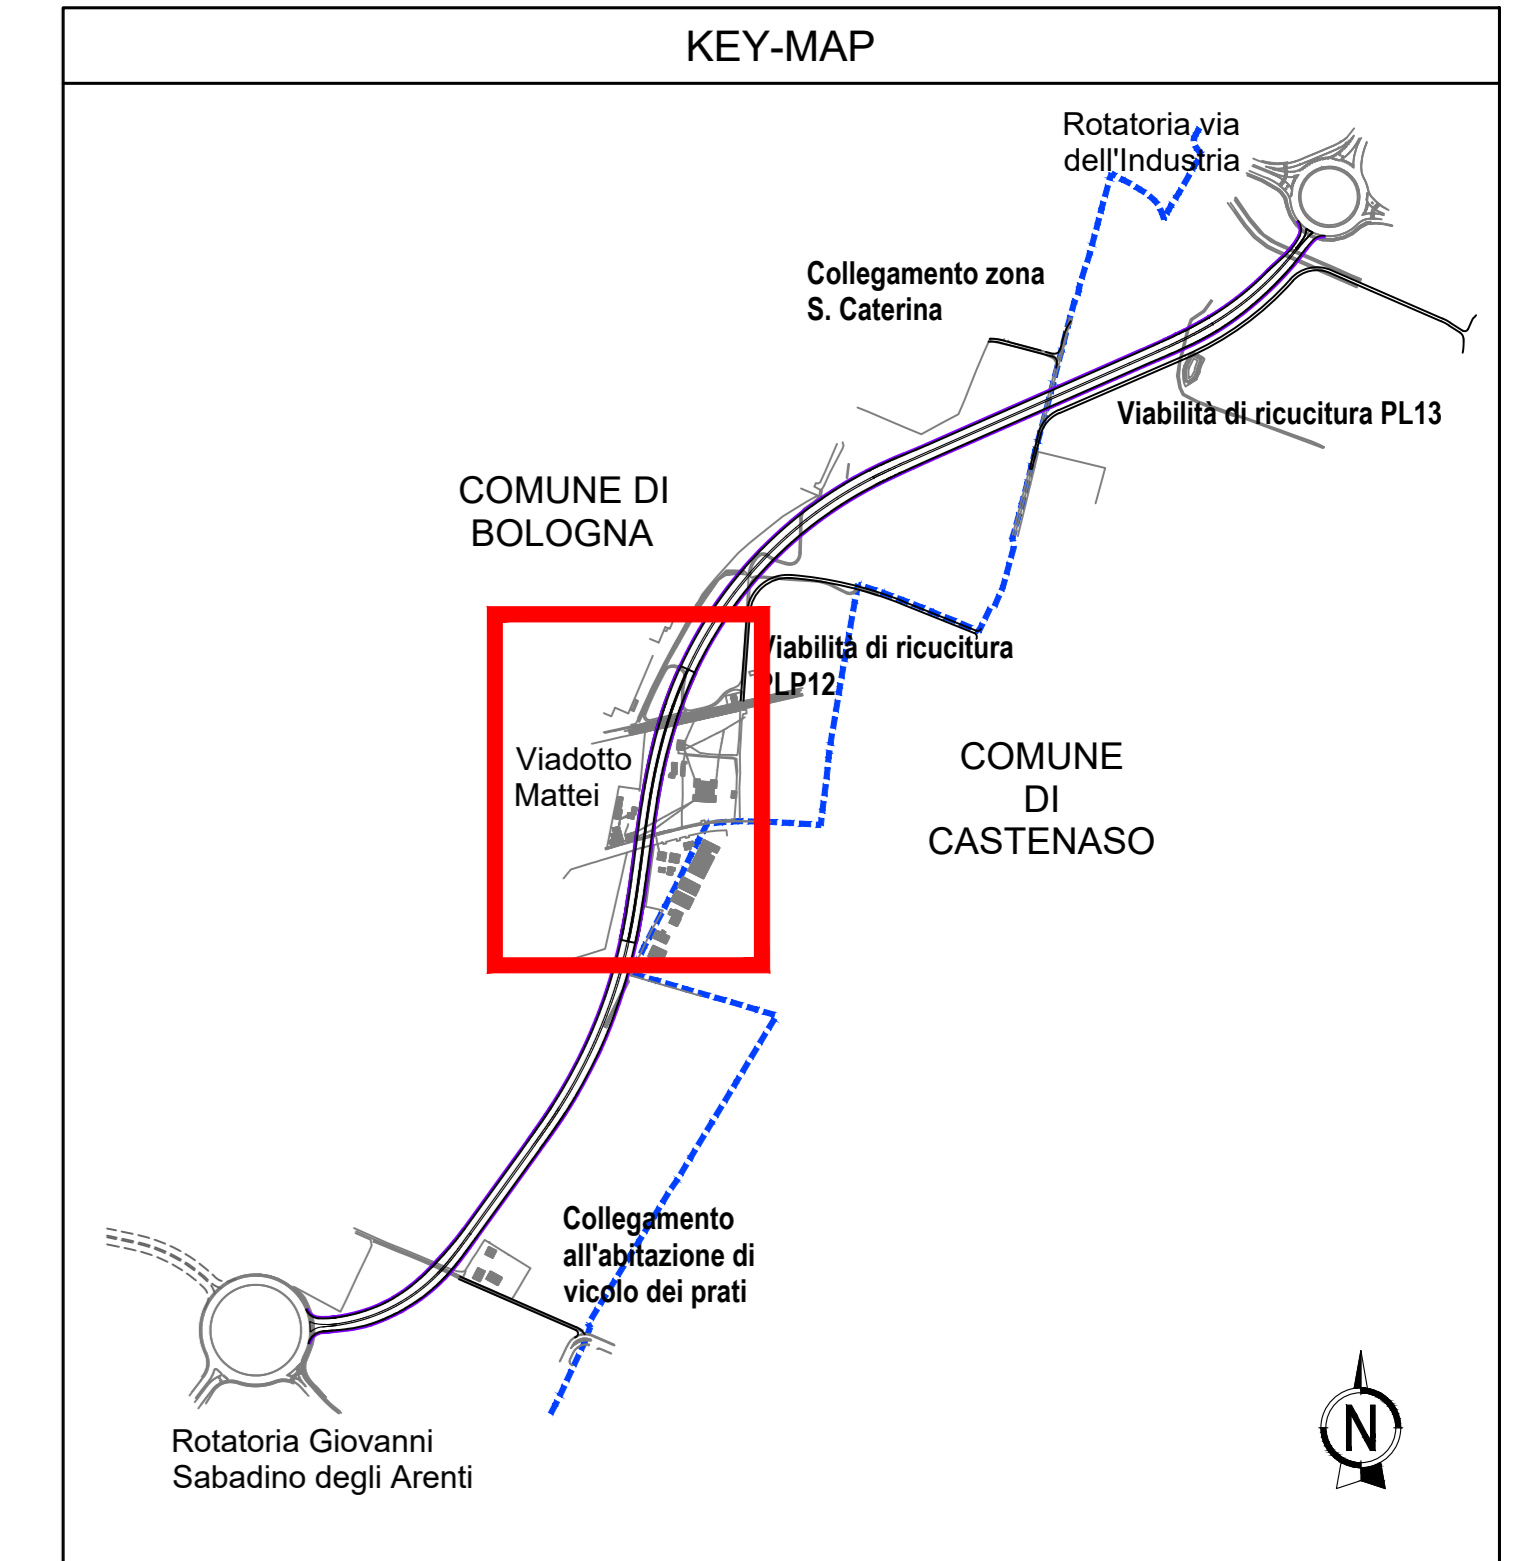 KEY-MAP
Rotatoria via
dell'Industria
Collegamento zona
S. Caterina
Viabilità di ricucitura PL13
COMUNE DI
BOLOGNA
Viabilità di ricucitura
PLP12
Viadotto
Mattei
COMUNE
DI
CASTENASO
Collegamento
all'abitazione di
vicolo dei prati
Rotatoria Giovanni
Sabadino degli Arenti
N